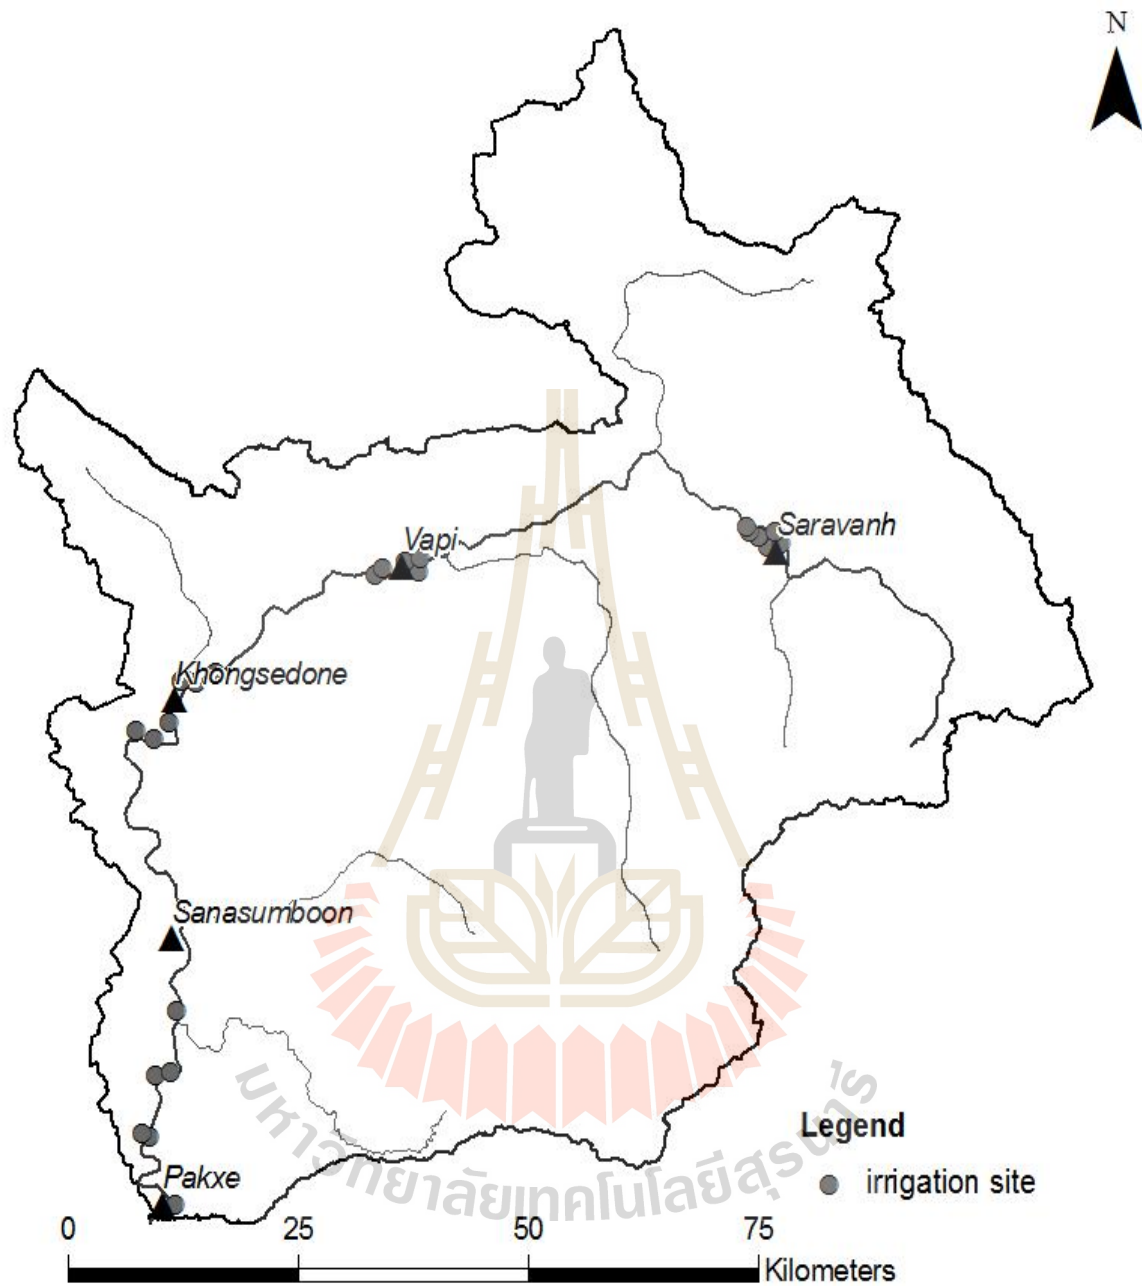 N
Saravanh
Vapi
Khongsedone
Sanasumboon
Pakxe
Legend
irrigation site
0 25 50 75
Kilometers
มหาวิทยาลัยเทคโนโลยีสุรนารี